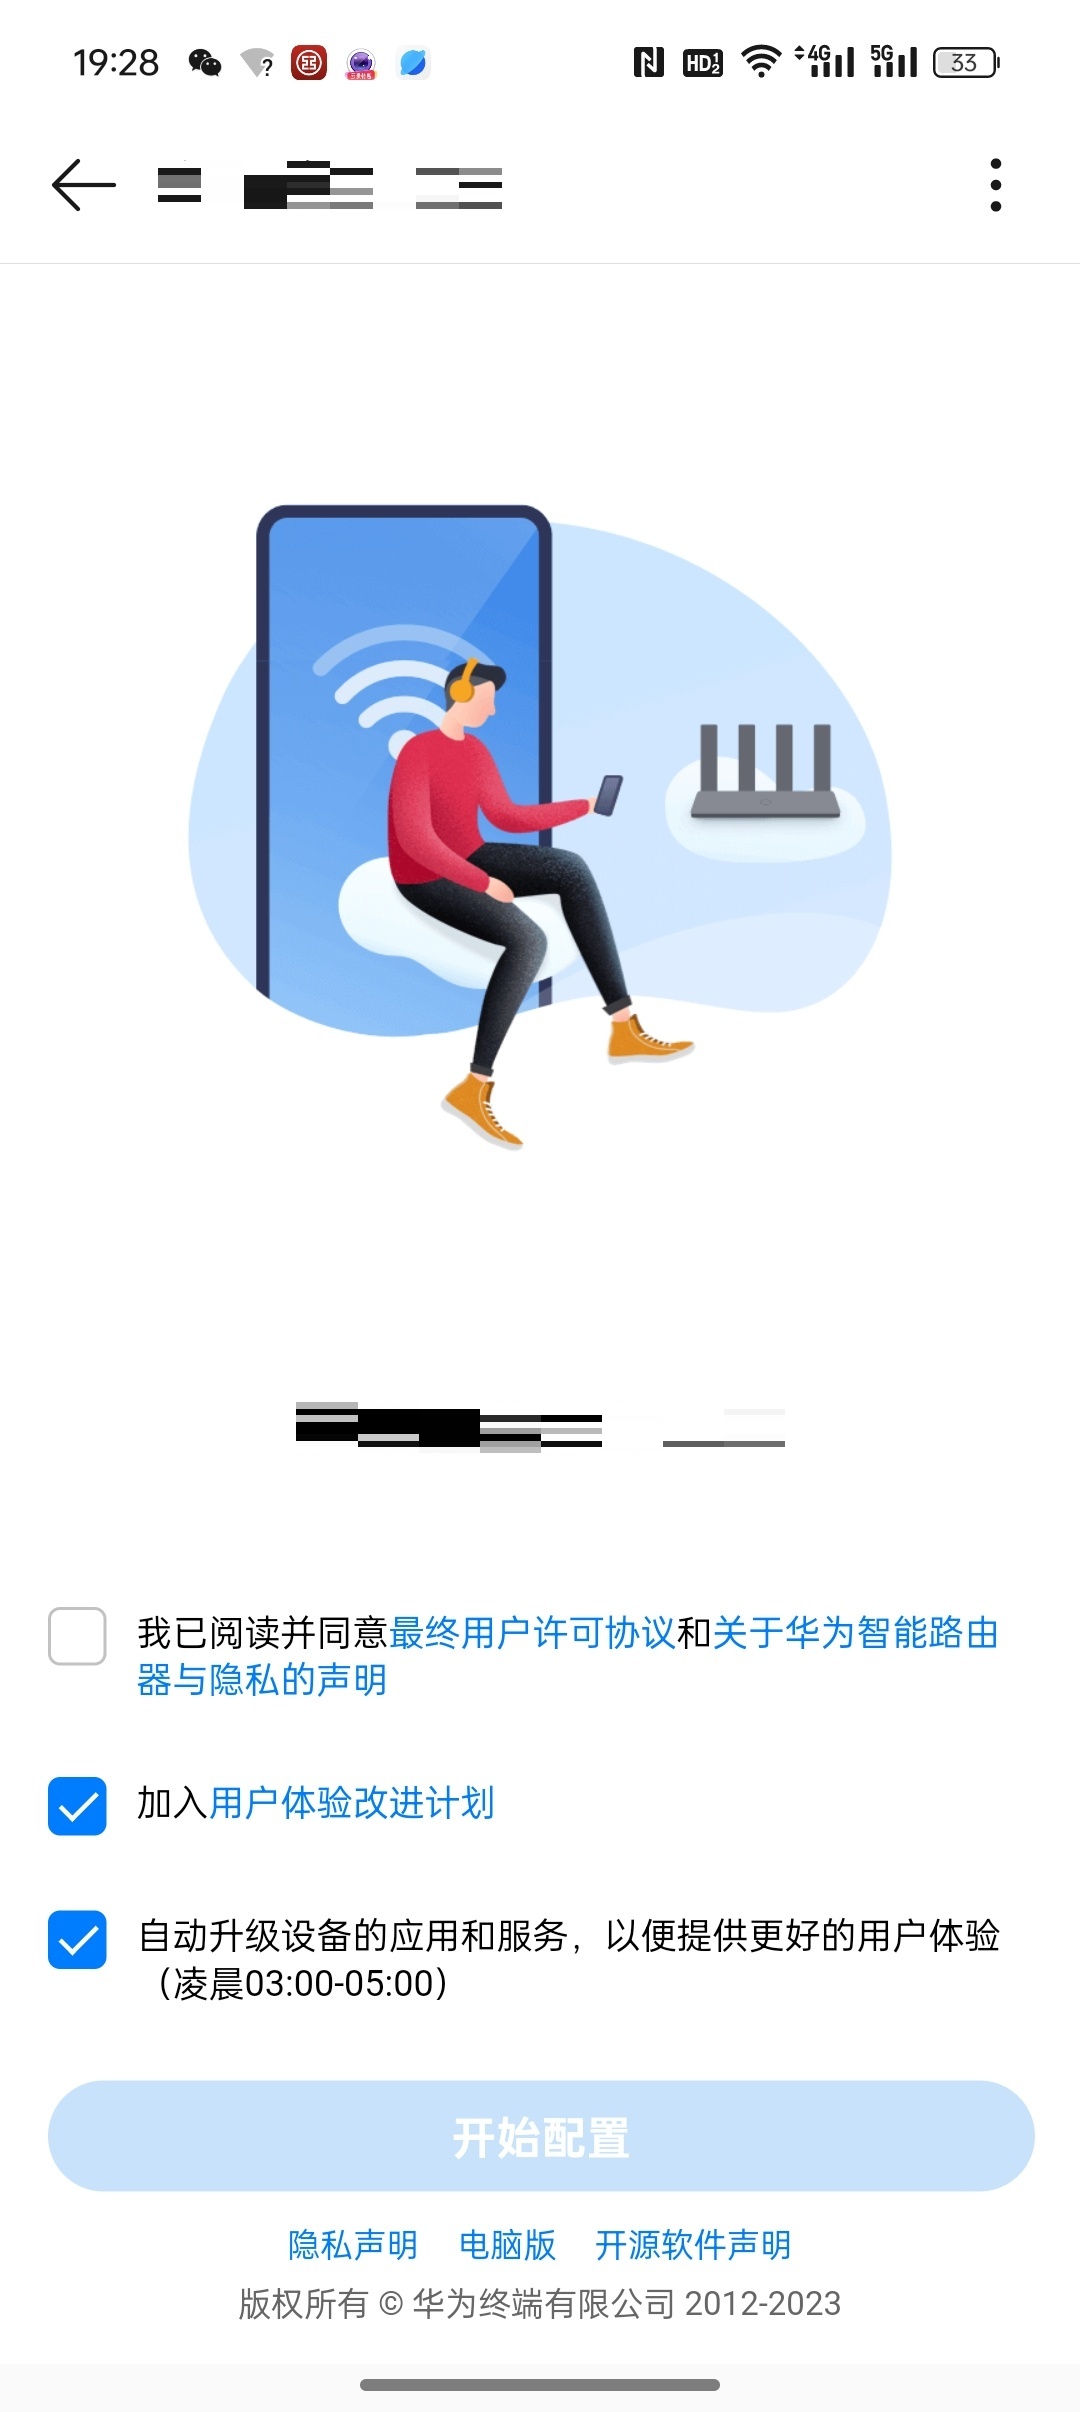 19:28
HD 1 2 4G 5G 33
我已阅读并同意最终用户许可协议和关于华为智能路由
器与隐私的声明
加入用户体验改进计划
自动升级设备的应用和服务，以便提供更好的用户体验
（凌晨03:00-05:00）
开始配置
隐私声明 电脑版 开源软件声明
版权所有 © 华为终端有限公司 2012-2023